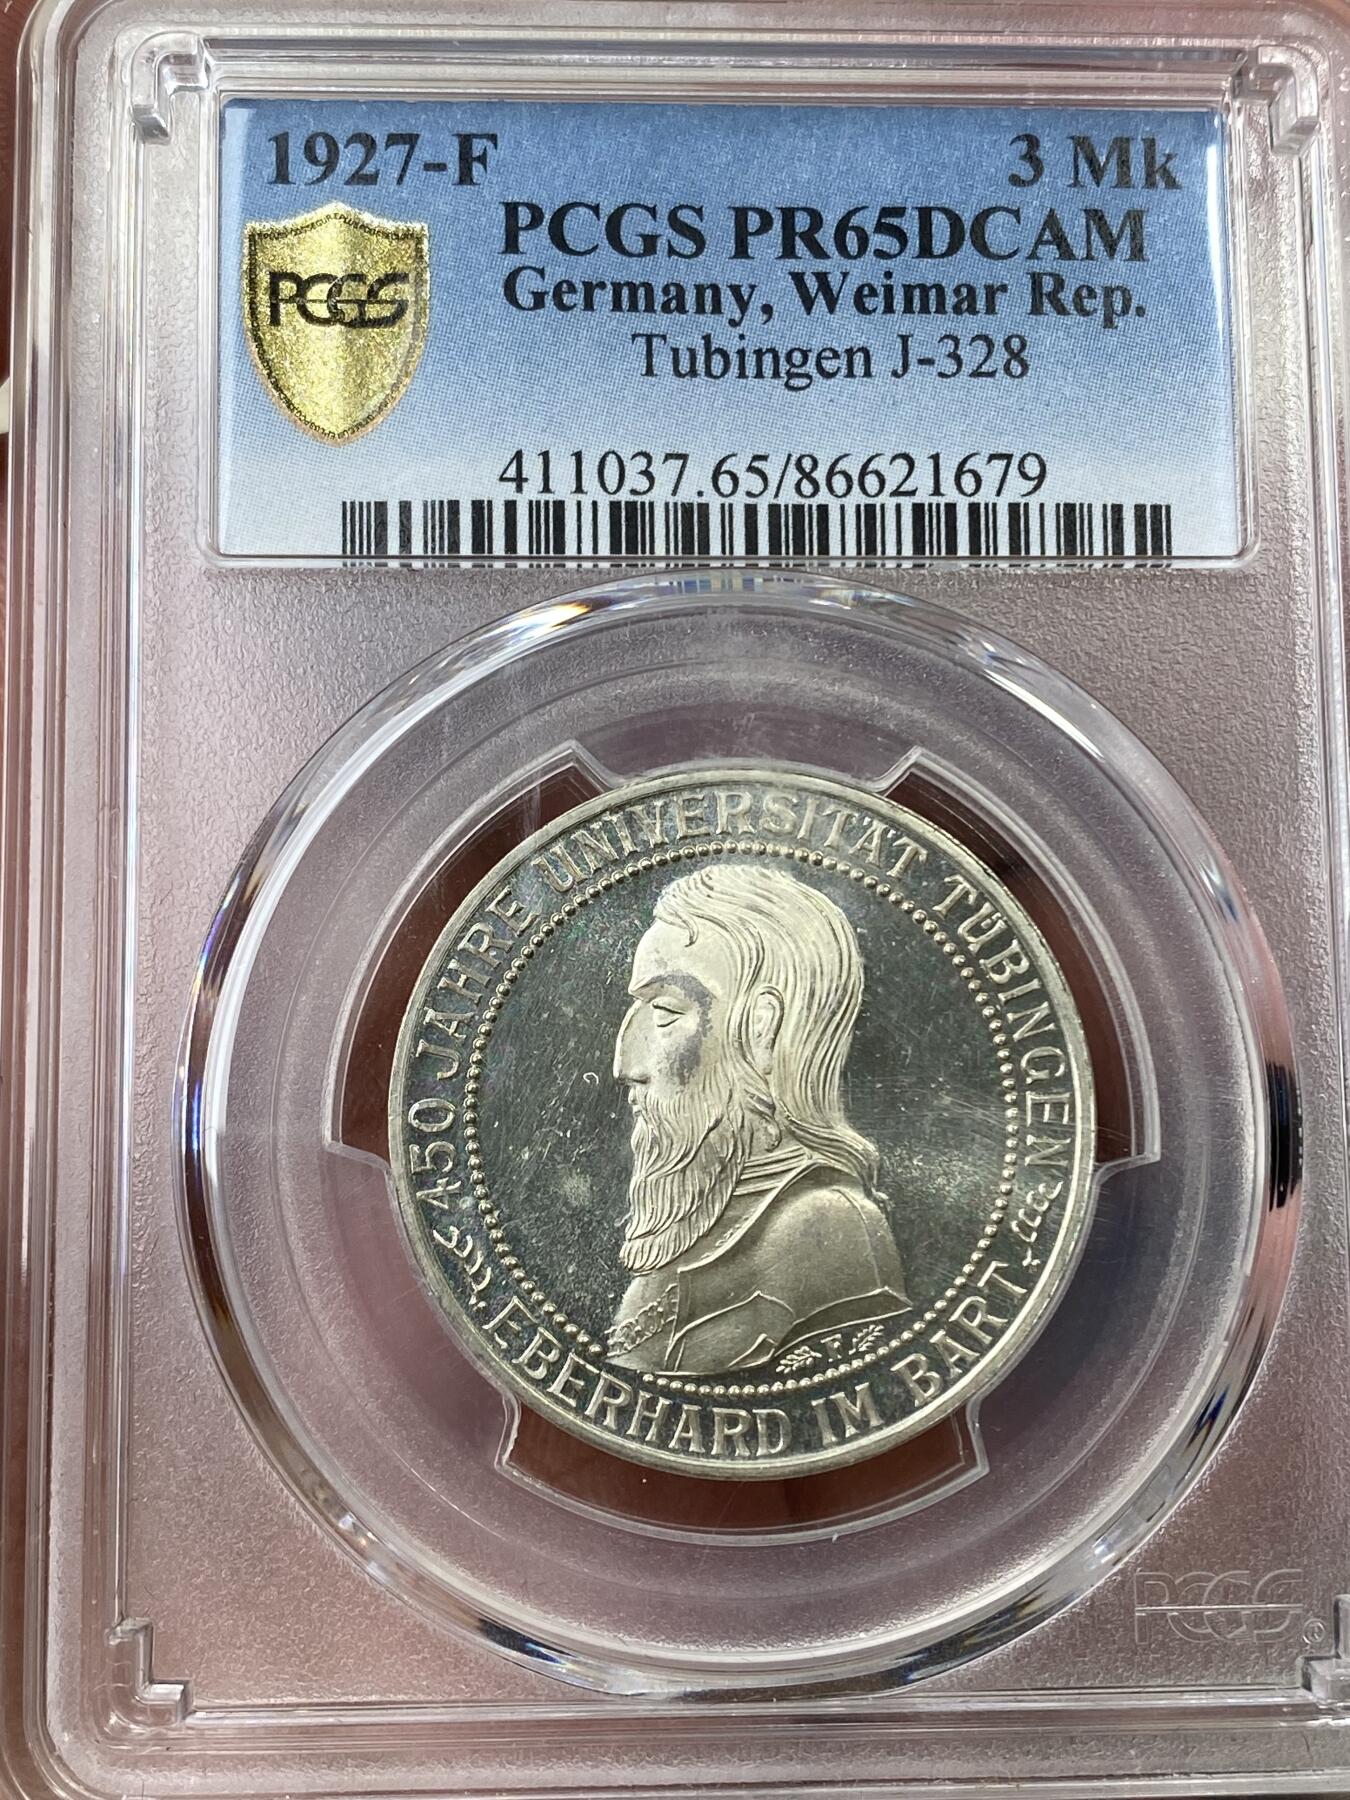 1927-F 3 Mk
PCGS PR65DCAM
Germany, Weimar Rep.
Tubingen J-328
PCGS
411037.65/86621679
450 JAHRE UNIVERSITÄT TÜBINGEN
EBERHARD IM BART
F
PCGS®